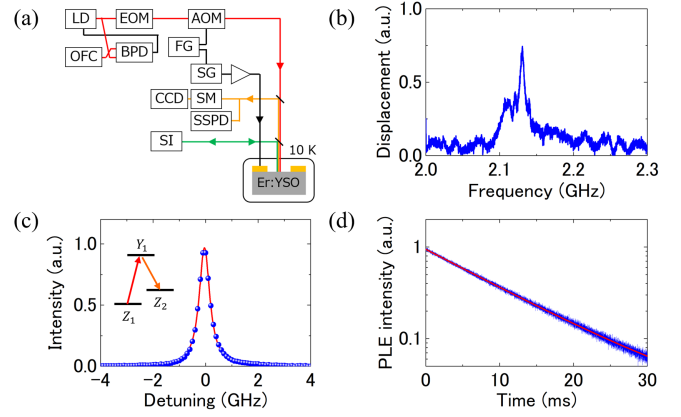 (a)
LD
EOM
AOM
OFC
BPD
FG
SG
CCD
SM
SSPD
SI
10 K
Er:YSO
(b)
Displacement (a.u.)
1.0
0.5
0.0
2.0
2.1
2.2
2.3
Frequency (GHz)
(c)
Intensity (a.u.)
1.0
0.5
0.0
Y1
Z1
Z2
−4
−2
0
2
4
Detuning (GHz)
(d)
PLE intensity (a.u.)
1
0.1
0
10
20
30
Time (ms)